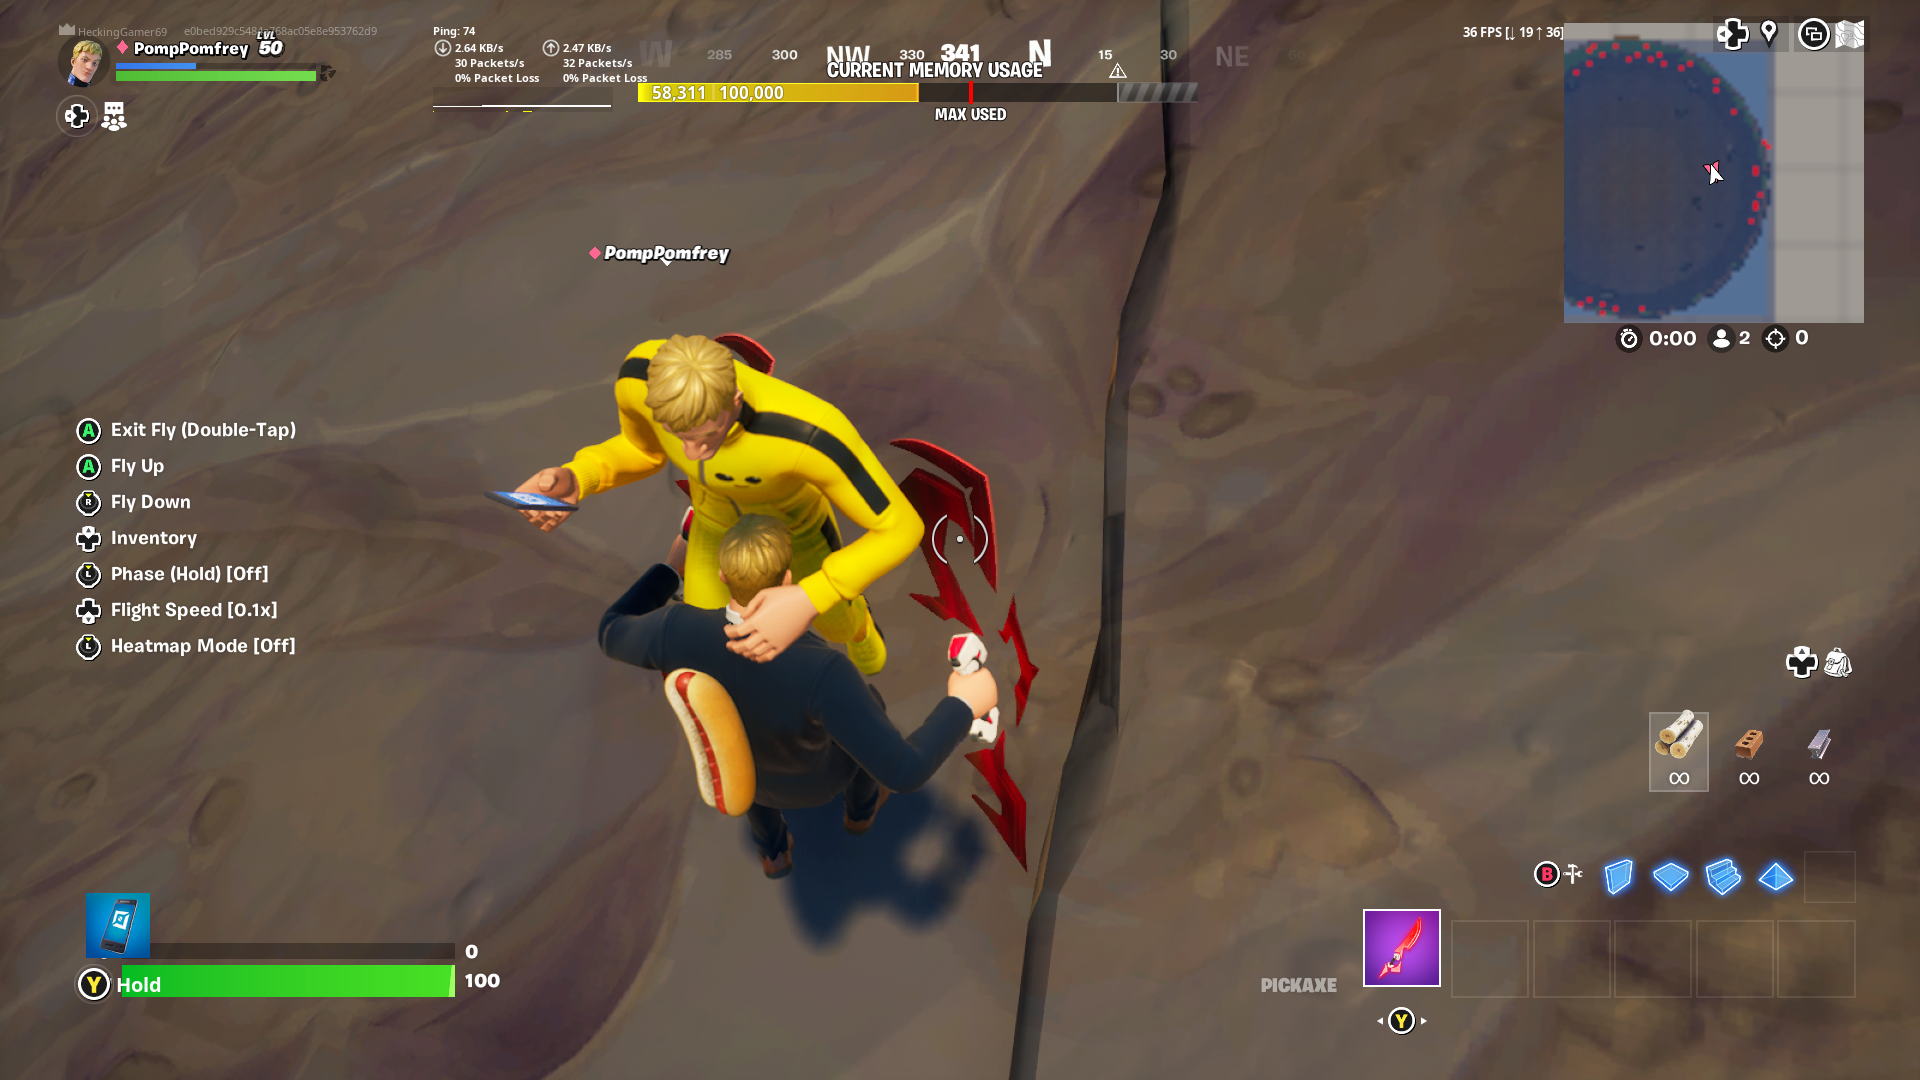 HeckingGamer69
PompPomfrey
LVL
50
Ping: 74
2.64 KB/s
2.47 KB/s
30 Packets/s
32 Packets/s
0% Packet Loss
0% Packet Loss
W
285
300
NW
330
341
N
15
30
NE
CURRENT MEMORY USAGE
58,311
100,000
MAX USED
36 FPS [↓ 19 ↑ 36]
0:00
2
0
PompPomfrey
A Exit Fly (Double-Tap)
A Fly Up
R Fly Down
Inventory
L Phase (Hold) [Off]
Flight Speed [0.1x]
L Heatmap Mode [Off]
∞
∞
∞
B
0
100
Y Hold
PICKAXE
Y